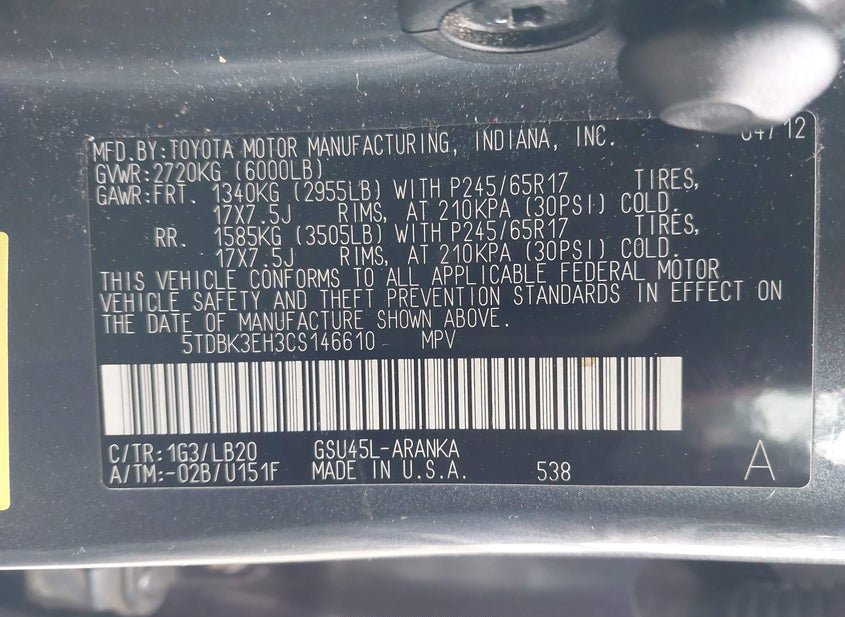 MFD.BY:TOYOTA MOTOR MANUFACTURING, INDIANA, INC. 04/12
GVWR:2720KG (6000LB)
GAWR:FRT. 1340KG (2955LB) WITH P245/65R17 TIRES,
17X7.5J RIMS, AT 210KPA (30PSI) COLD.
RR. 1585KG (3505LB) WITH P245/65R17 TIRES,
17X7.5J RIMS, AT 210KPA (30PSI) COLD.
THIS VEHICLE CONFORMS TO ALL APPLICABLE FEDERAL MOTOR
VEHICLE SAFETY AND THEFT PREVENTION STANDARDS IN EFFECT ON
THE DATE OF MANUFACTURE SHOWN ABOVE.
5TDBK3EH3CS146610 MPV
C/TR:1G3/LB20 GSU45L-ARANKA
A/TM:-02B/U151F MADE IN U.S.A. 538 A